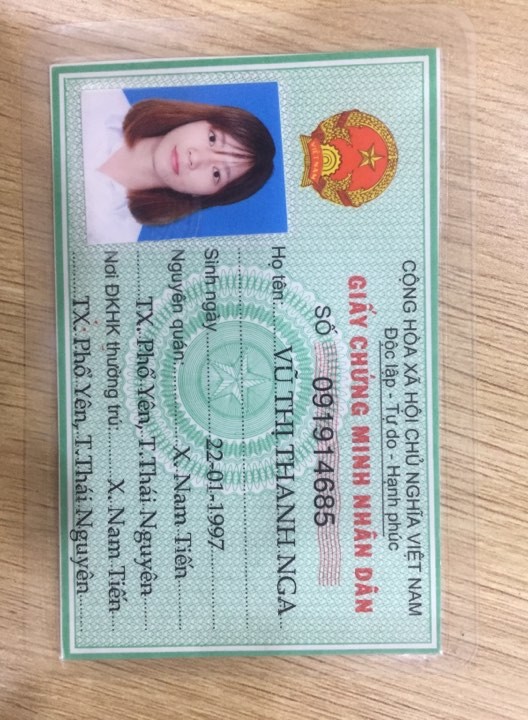 CỘNG HÒA XÃ HỘI CHỦ NGHĨA VIỆT NAM
Độc lập - Tự do - Hạnh phúc
GIẤY CHỨNG MINH NHÂN DÂN
SỐ 091914685
Họ tên: VŨ THỊ THANH NGA
Sinh ngày 22-01-1997
Nguyên quán X. Nam Tiến
TX. Phổ Yên, T.Thái Nguyên
Nơi ĐKHK thường trú: X. Nam Tiến
TX. Phổ Yên, T.Thái Nguyên
VIỆT NAM